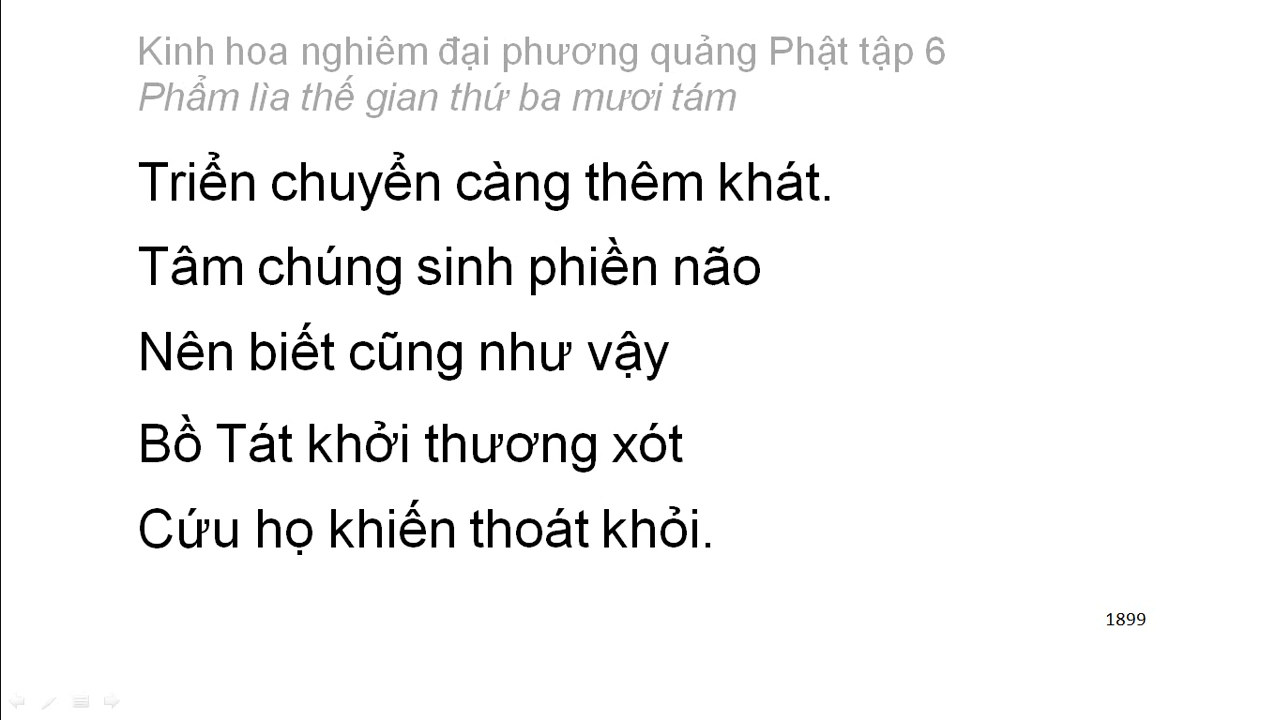 Kinh hoa nghiêm đại phương quảng Phật tập 6
Phẩm lìa thế gian thứ ba mươi tám
Triển chuyển càng thêm khát.
Tâm chúng sinh phiền não
Nên biết cũng như vậy
Bồ Tát khởi thương xót
Cứu họ khiến thoát khỏi.
1899